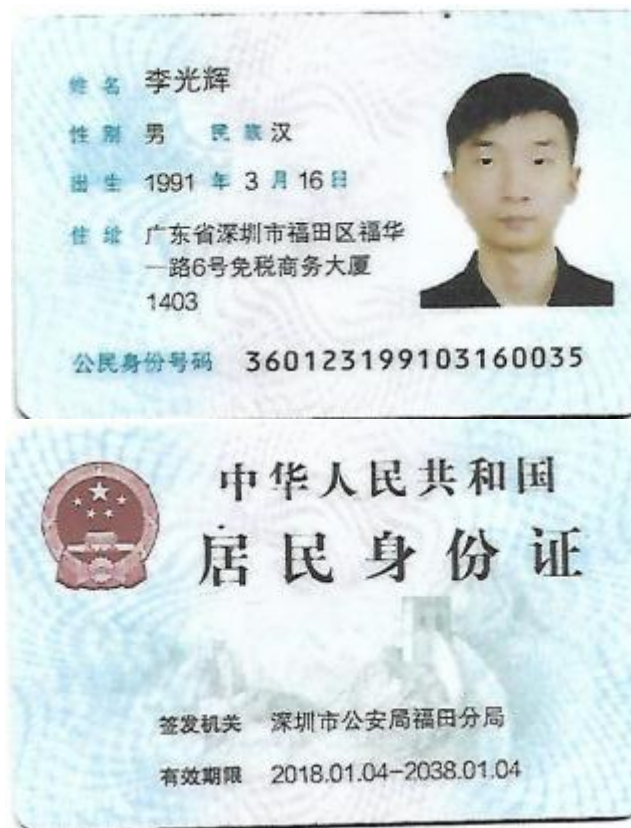 姓名 李光辉
性别 男 民族 汉
出生 1991 年 3 月 16 日
住址 广东省深圳市福田区福华
一路6号免税商务大厦
1403
公民身份号码 360123199103160035
中华人民共和国
居民身份证
签发机关 深圳市公安局福田分局
有效期限 2018.01.04-2038.01.04